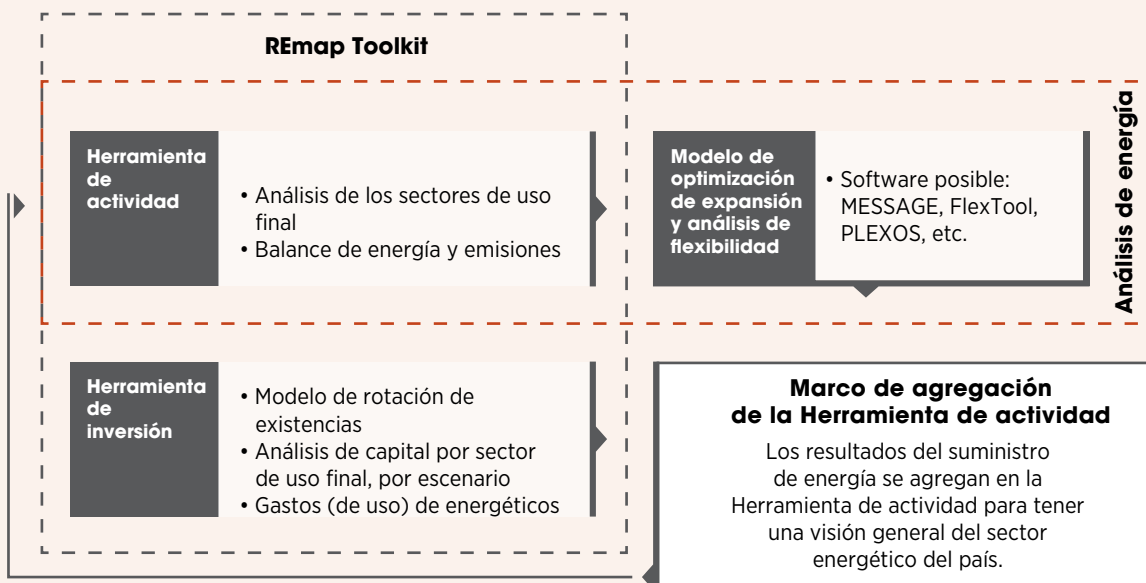 REmap Toolkit
Herramienta
de
actividad
• Análisis de los sectores de uso
final
• Balance de energía y emisiones
Modelo de
optimización
de expansión
y análisis de
flexibilidad
• Software posible:
MESSAGE, FlexTool,
PLEXOS, etc.
Análisis de energía
Herramienta
de
inversión
• Modelo de rotación de
existencias
• Análisis de capital por sector
de uso final, por escenario
• Gastos (de uso) de energéticos
Marco de agregación
de la Herramienta de actividad
Los resultados del suministro
de energía se agregan en la
Herramienta de actividad para tener
una visión general del sector
energético del país.